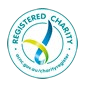 REGISTERED CHARITY
acnc.gov.au/charityregister